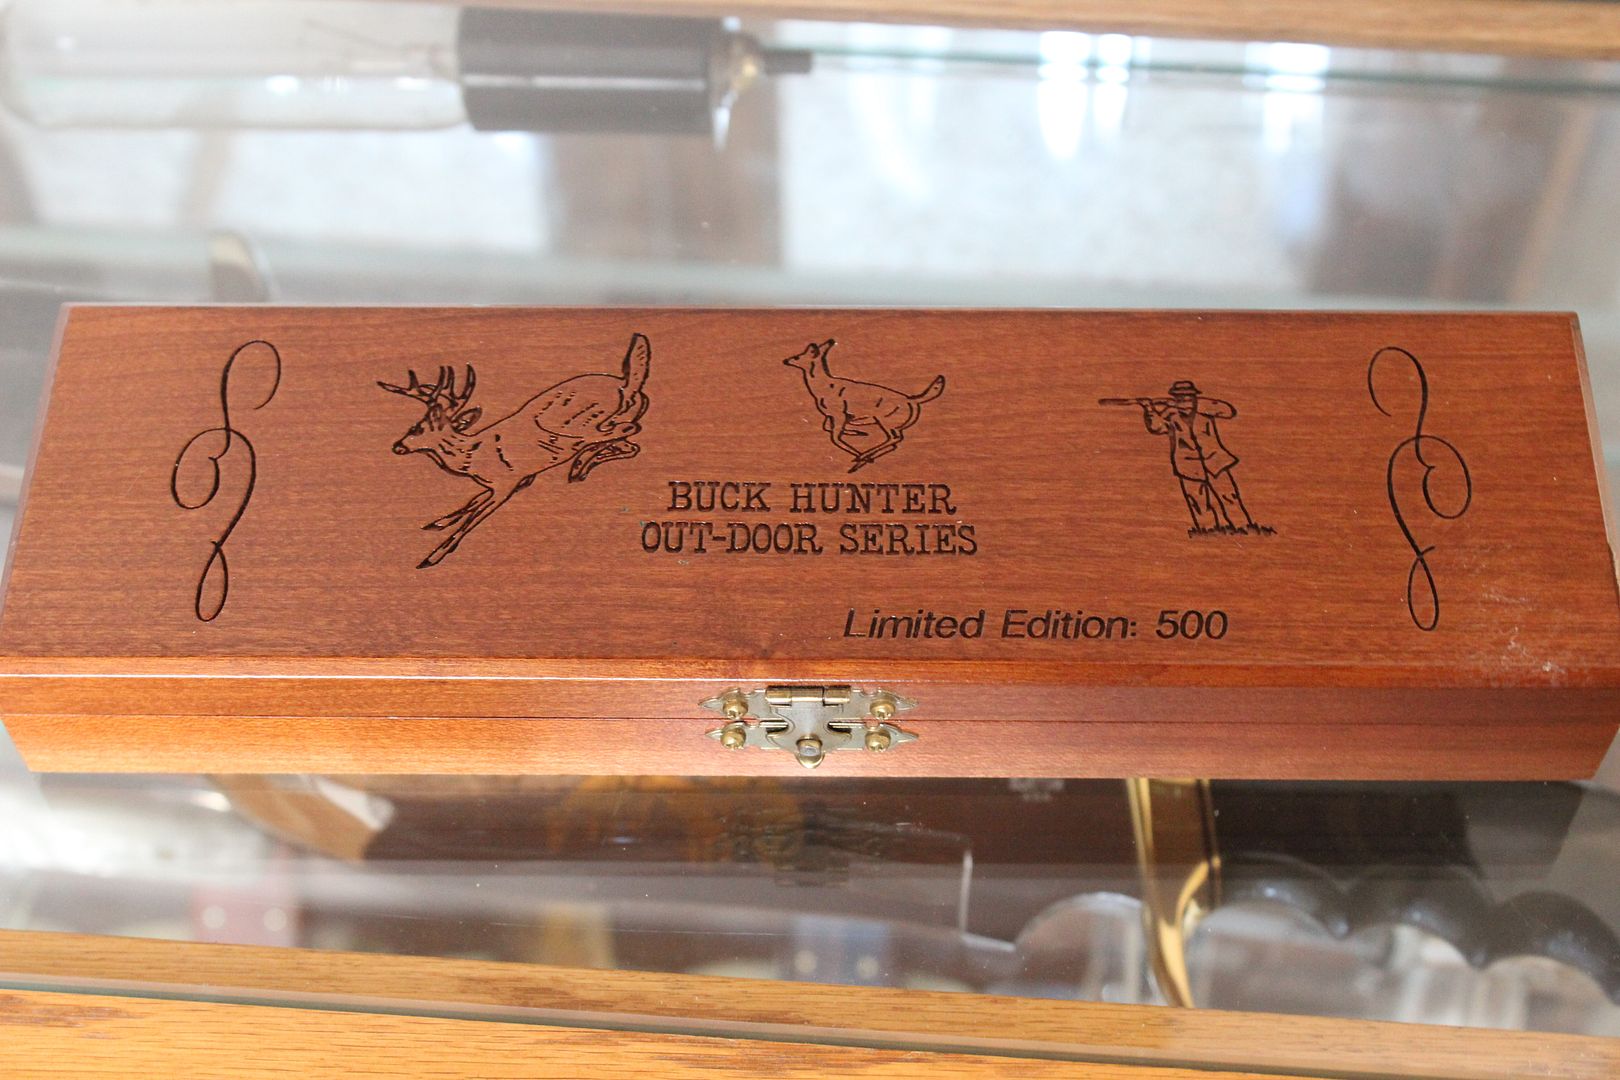 BUCK HUNTER
OUT-DOOR SERIES
Limited Edition: 500